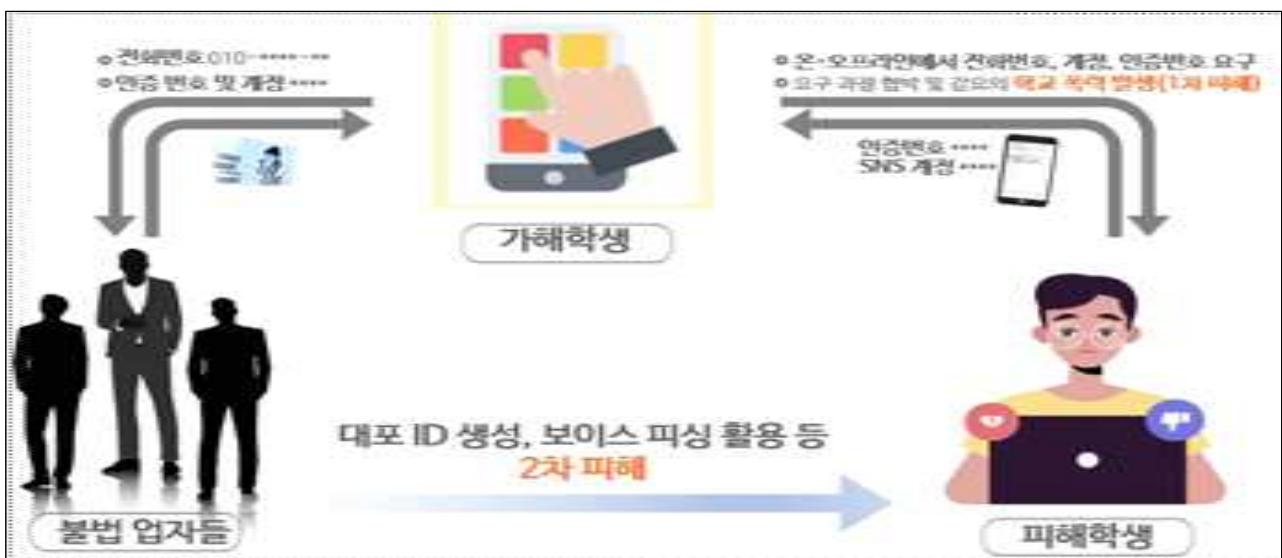 전화번호 010-****-**
인증 번호 및 계정 ****
온·오프라인에서 전화번호, 계정, 인증번호 요구
요구 과정 협박 및 강요의 학교 폭력 발생(1차 피해)
인증번호 ****
SNS 계정 ****
가해학생
대포 ID 생성, 보이스 피싱 활용 등
2차 피해
불법 업자들
피해학생